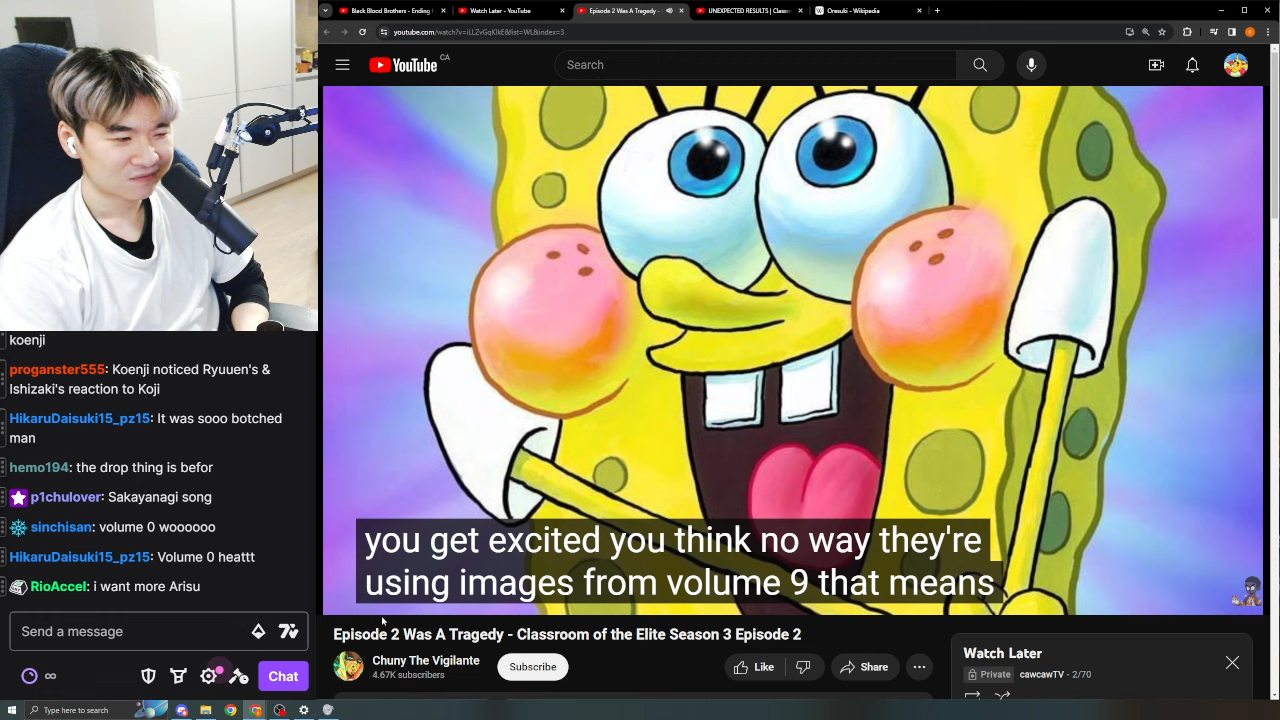 Black Blood Brothers - Ending
Watch Later - YouTube
Episode 2 Was A Tragedy -
UNEXPECTED RESULTS | Classr
Onesuki - Wikipedia
youtube.com/watch?v=iLLZvGqKlkE&list=WL&index=3
YouTube CA
Search
koenji
proganster555: Koenji noticed Ryuuen's &
Ishizaki's reaction to Koji
HikaruDaisuki15_pz15: It was sooo botched
man
hemo194: the drop thing is befor
p1chulover: Sakayanagi song
sinchisan: volume 0 woooooo
HikaruDaisuki15_pz15: Volume 0 heattt
RioAccel: i want more Arisu
Send a message
∞
Chat
you get excited you think no way they're
using images from volume 9 that means
Episode 2 Was A Tragedy - Classroom of the Elite Season 3 Episode 2
Chuny The Vigilante
4.67K subscribers
Subscribe
Like
Share
Watch Later
Private cawcawTV - 2/70
Type here to search